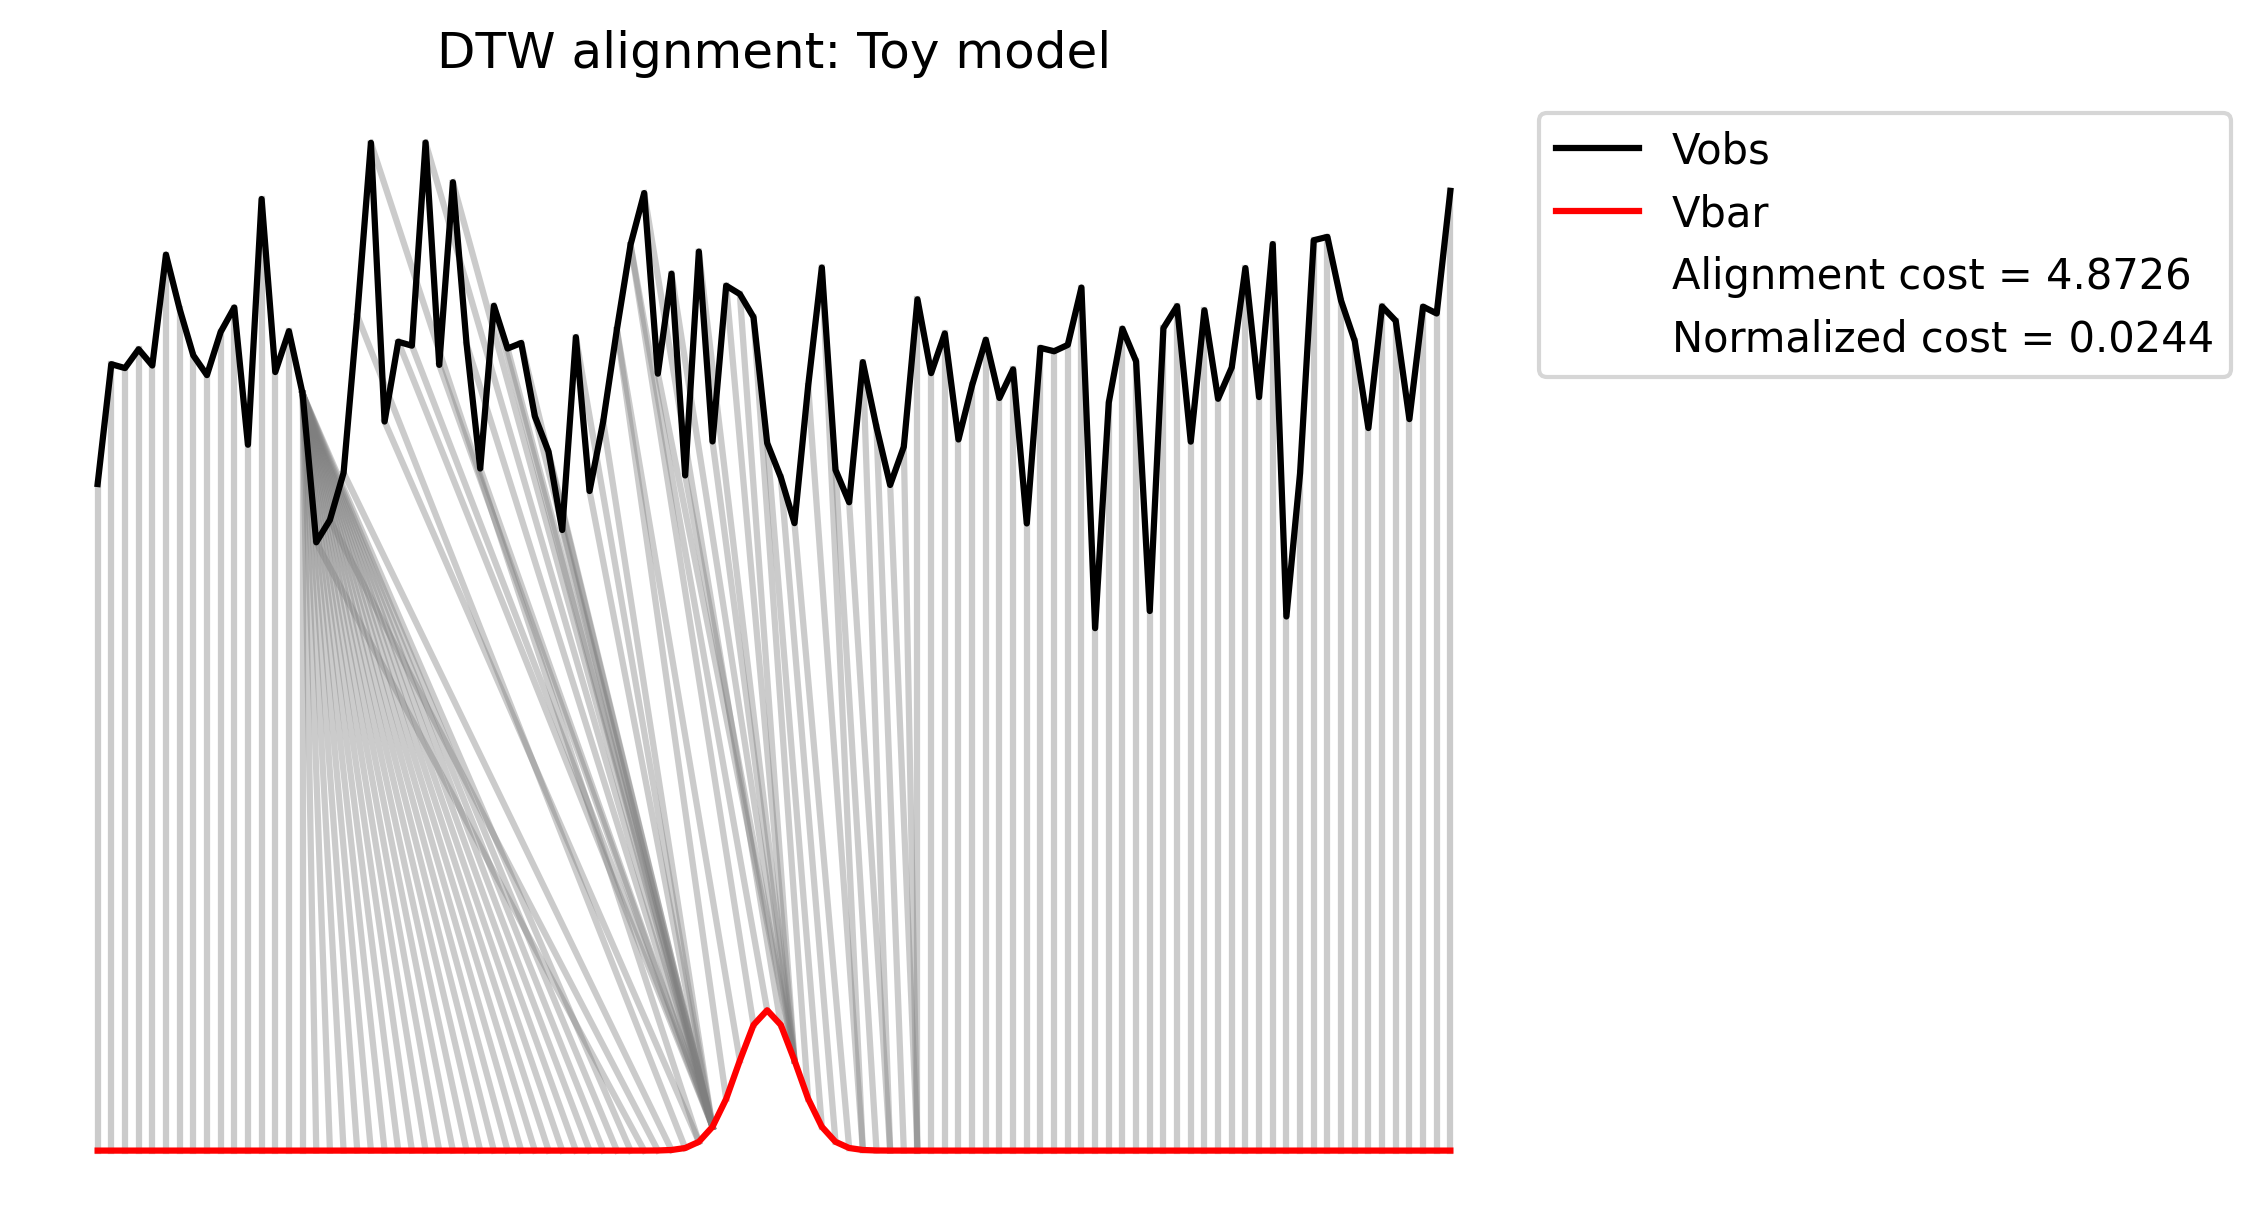 DTW alignment: Toy model
Vobs
Vbar
Alignment cost = 4.8726
Normalized cost = 0.0244